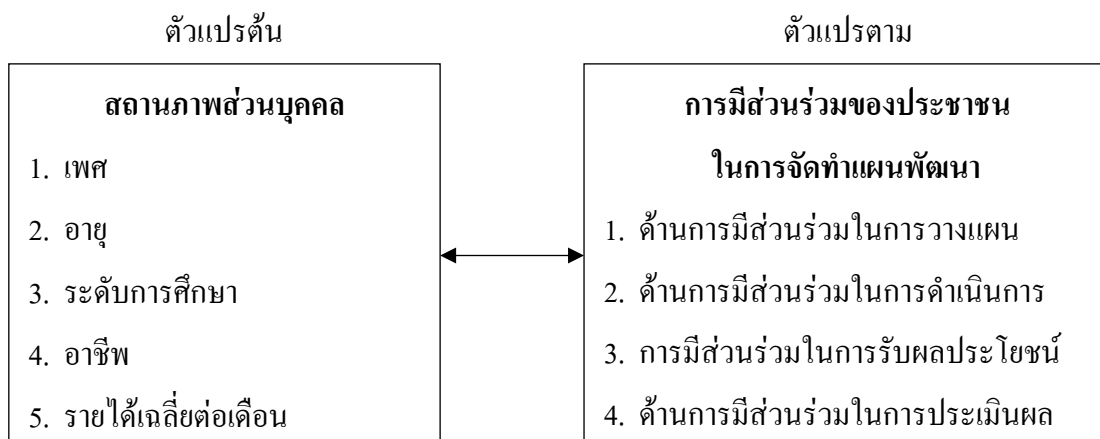 ตัวแปรต้น
สถานภาพส่วนบุคคล
1. เพศ
2. อายุ
3. ระดับการศึกษา
4. อาชีพ
5. รายได้เฉลี่ยต่อเดือน
ตัวแปรตาม
การมีส่วนร่วมของประชาชน
ในการจัดทำแผนพัฒนา
1. ด้านการมีส่วนร่วมในการวางแผน
2. ด้านการมีส่วนร่วมในการดำเนินการ
3. การมีส่วนร่วมในการรับผลประโยชน์
4. ด้านการมีส่วนร่วมในการประเมินผล